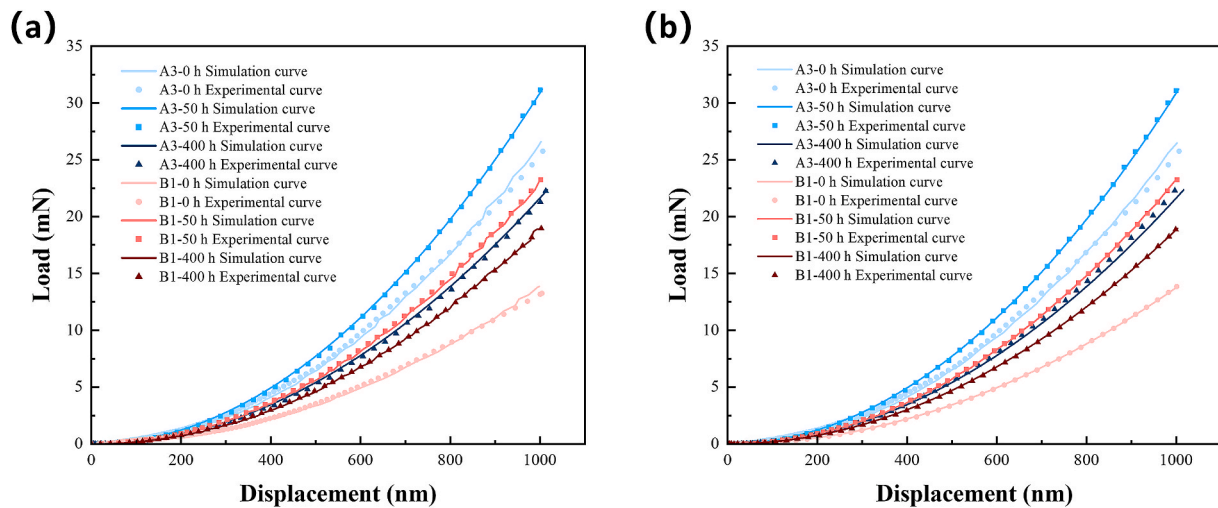 (a)
35
30
25
20
15
10
5
0
Load (mN)
A3-0 h Simulation curve
A3-0 h Experimental curve
A3-50 h Simulation curve
A3-50 h Experimental curve
A3-400 h Simulation curve
A3-400 h Experimental curve
B1-0 h Simulation curve
B1-0 h Experimental curve
B1-50 h Simulation curve
B1-50 h Experimental curve
B1-400 h Simulation curve
B1-400 h Experimental curve
0 200 400 600 800 1000
Displacement (nm)
(b)
35
30
25
20
15
10
5
0
Load (mN)
A3-0 h Simulation curve
A3-0 h Experimental curve
A3-50 h Simulation curve
A3-50 h Experimental curve
A3-400 h Simulation curve
A3-400 h Experimental curve
B1-0 h Simulation curve
B1-0 h Experimental curve
B1-50 h Simulation curve
B1-50 h Experimental curve
B1-400 h Simulation curve
B1-400 h Experimental curve
0 200 400 600 800 1000
Displacement (nm)